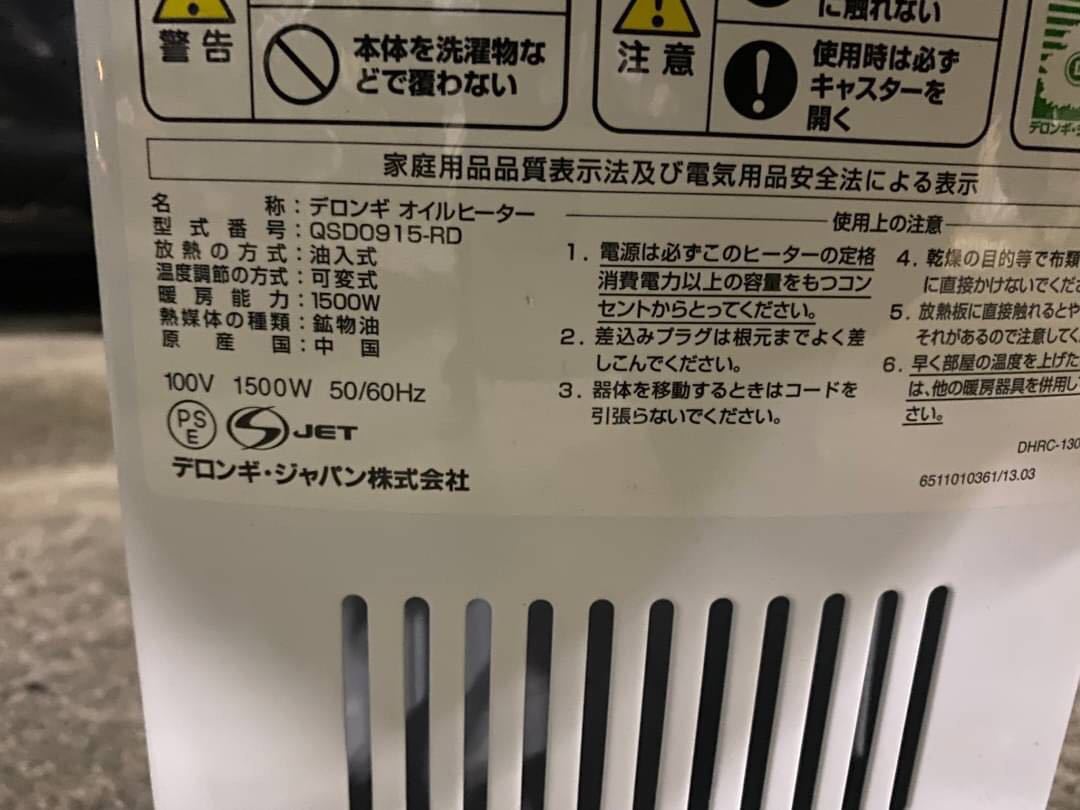 警告
本体を洗濯物な
どで覆わない
注意
に触れない
使用時は必ず
キャスターを
開く
デロンギ・
家庭用品品質表示法及び電気用品安全法による表示
名称:デロンギ オイルヒーター
型式番号:QSD0915-RD
放熱の方式:油入式
温度調節の方式:可変式
暖房能力:1500W
熱媒体の種類:鉱物油
原産国:中国
100V 1500W 50/60Hz
PS
E
JET
デロンギ・ジャパン株式会社
使用上の注意
1. 電源は必ずこのヒーターの定格
消費電力以上の容量をもつコン
セントからとってください。
2. 差込みプラグは根元までよく差
しこんでください。
3. 器体を移動するときはコードを
引張らないでください。
4. 乾燥の目的等で布類
に直接かけないでくださ
5. 放熱板に直接触れるとや
それがあるので注意してく
6. 早く部屋の温度を上げた
は、他の暖房器具を併用し
さい。
DHRC-130
6511010361/13.03